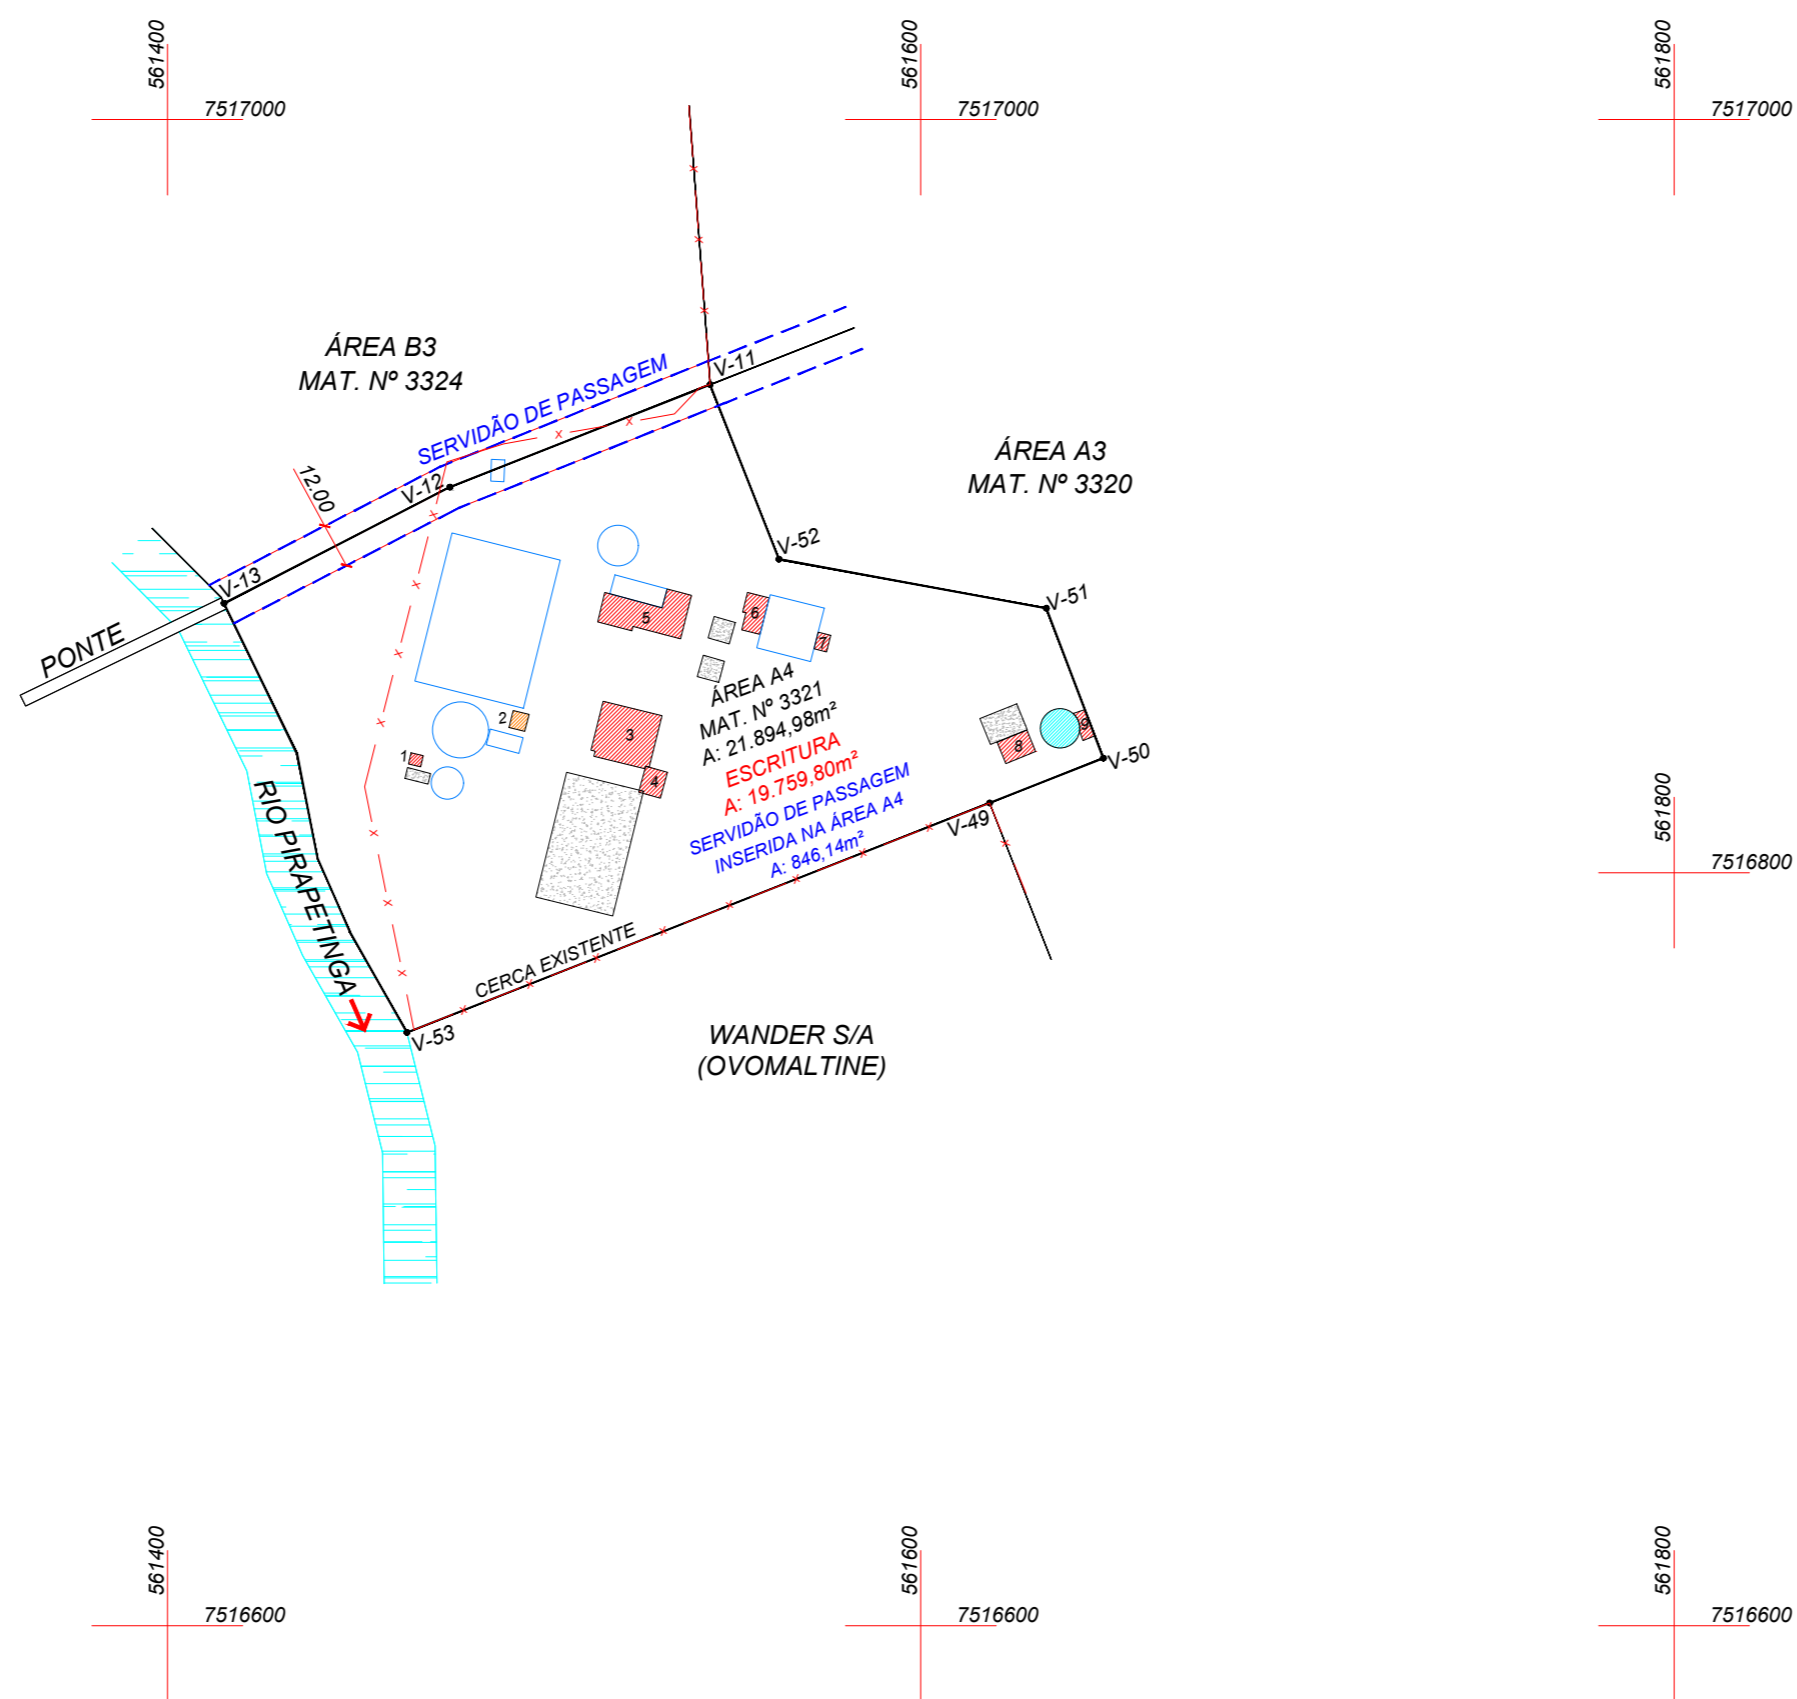 561400
7517000
561600
7517000
561800
7517000
ÁREA B3
MAT. Nº 3324
SERVIDÃO DE PASSAGEM
V-11
ÁREA A3
MAT. Nº 3320
12.00
V-12
V-13
PONTE
V-52
V-51
5
6
7
ÁREA A4
MAT. Nº 3321
A: 21.894,98m²
ESCRITURA
A: 19.759,80m²
SERVIDÃO DE PASSAGEM
INSERIDA NA ÁREA A4
A: 846,14m²
2
3
1
4
8
9
V-50
V-49
RIO PIRAPETINGA
CERCA EXISTENTE
V-53
WANDER S/A
(OVOMALTINE)
561800
7516800
561400
7516600
561600
7516600
561800
7516600